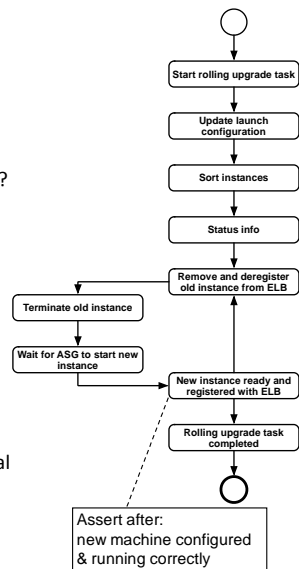 Start rolling upgrade task
Update launch
configuration
?
Sort instances
Status info
Remove and deregister
old instance from ELB
Terminate old instance
Wait for ASG to start new
instance
New instance ready and
registered with ELB
Rolling upgrade task
completed
al
Assert after:
new machine configured
& running correctly